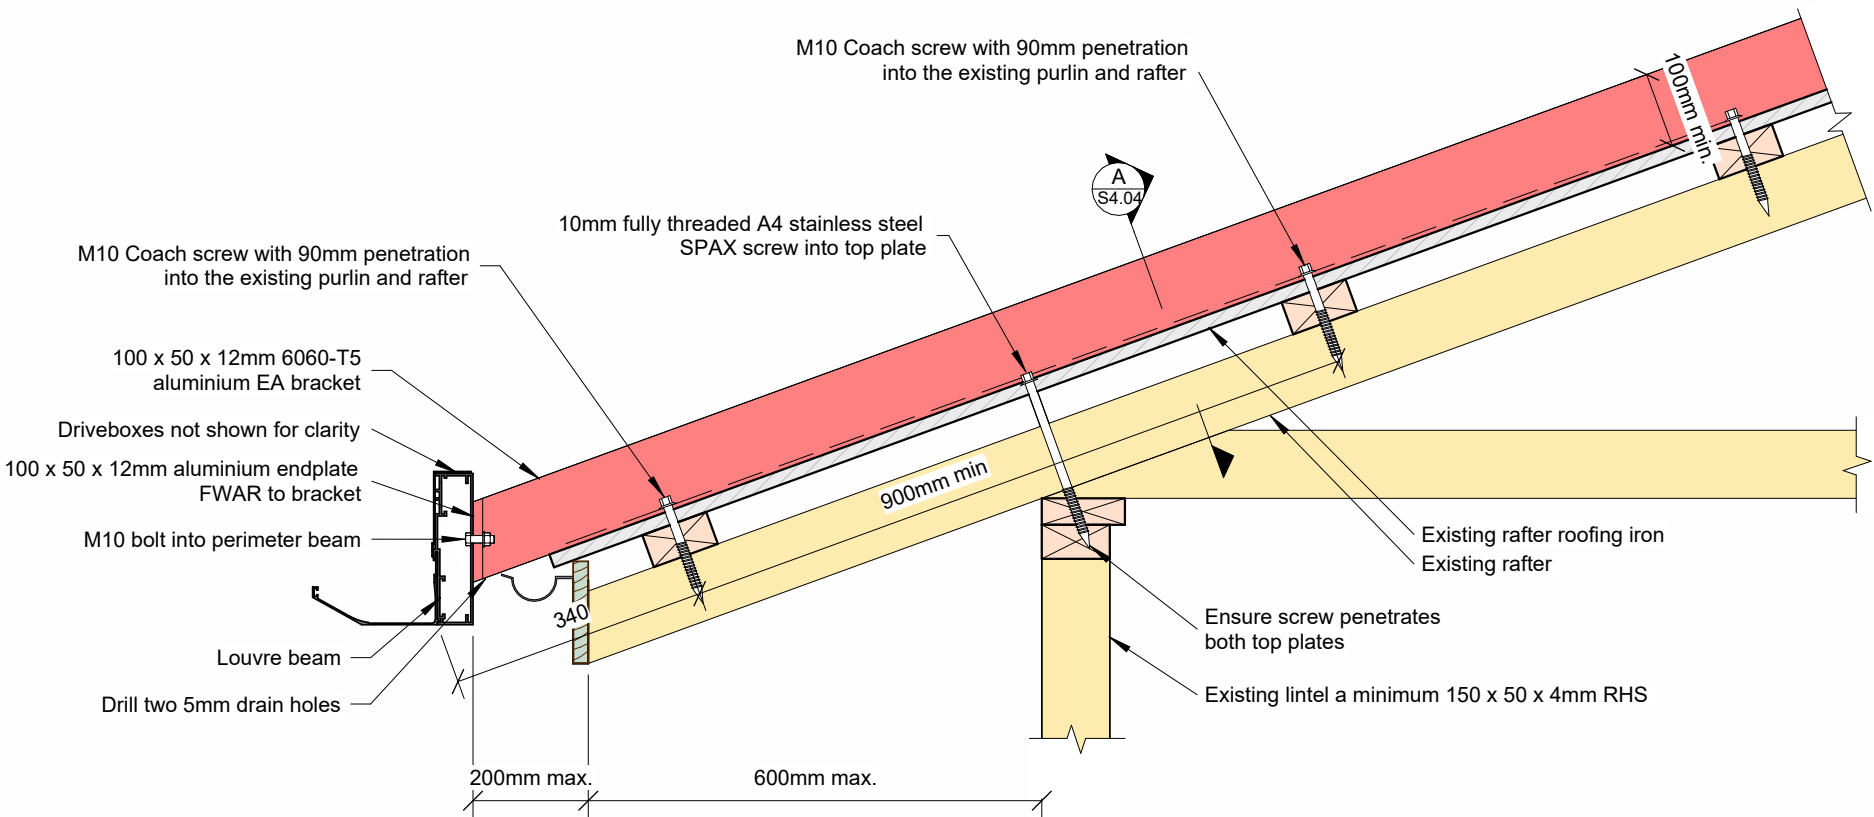 M10 Coach screw with 90mm penetration
into the existing purlin and rafter
100mm min.
A
S4.04
10mm fully threaded A4 stainless steel
SPAX screw into top plate
M10 Coach screw with 90mm penetration
into the existing purlin and rafter
100 x 50 x 12mm 6060-T5
aluminium EA bracket
Driveboxes not shown for clarity
100 x 50 x 12mm aluminium endplate
FWAR to bracket
M10 bolt into perimeter beam
Louvre beam
Drill two 5mm drain holes
900mm min
340
Existing rafter roofing iron
Existing rafter
Ensure screw penetrates
both top plates
Existing lintel a minimum 150 x 50 x 4mm RHS
200mm max.
600mm max.